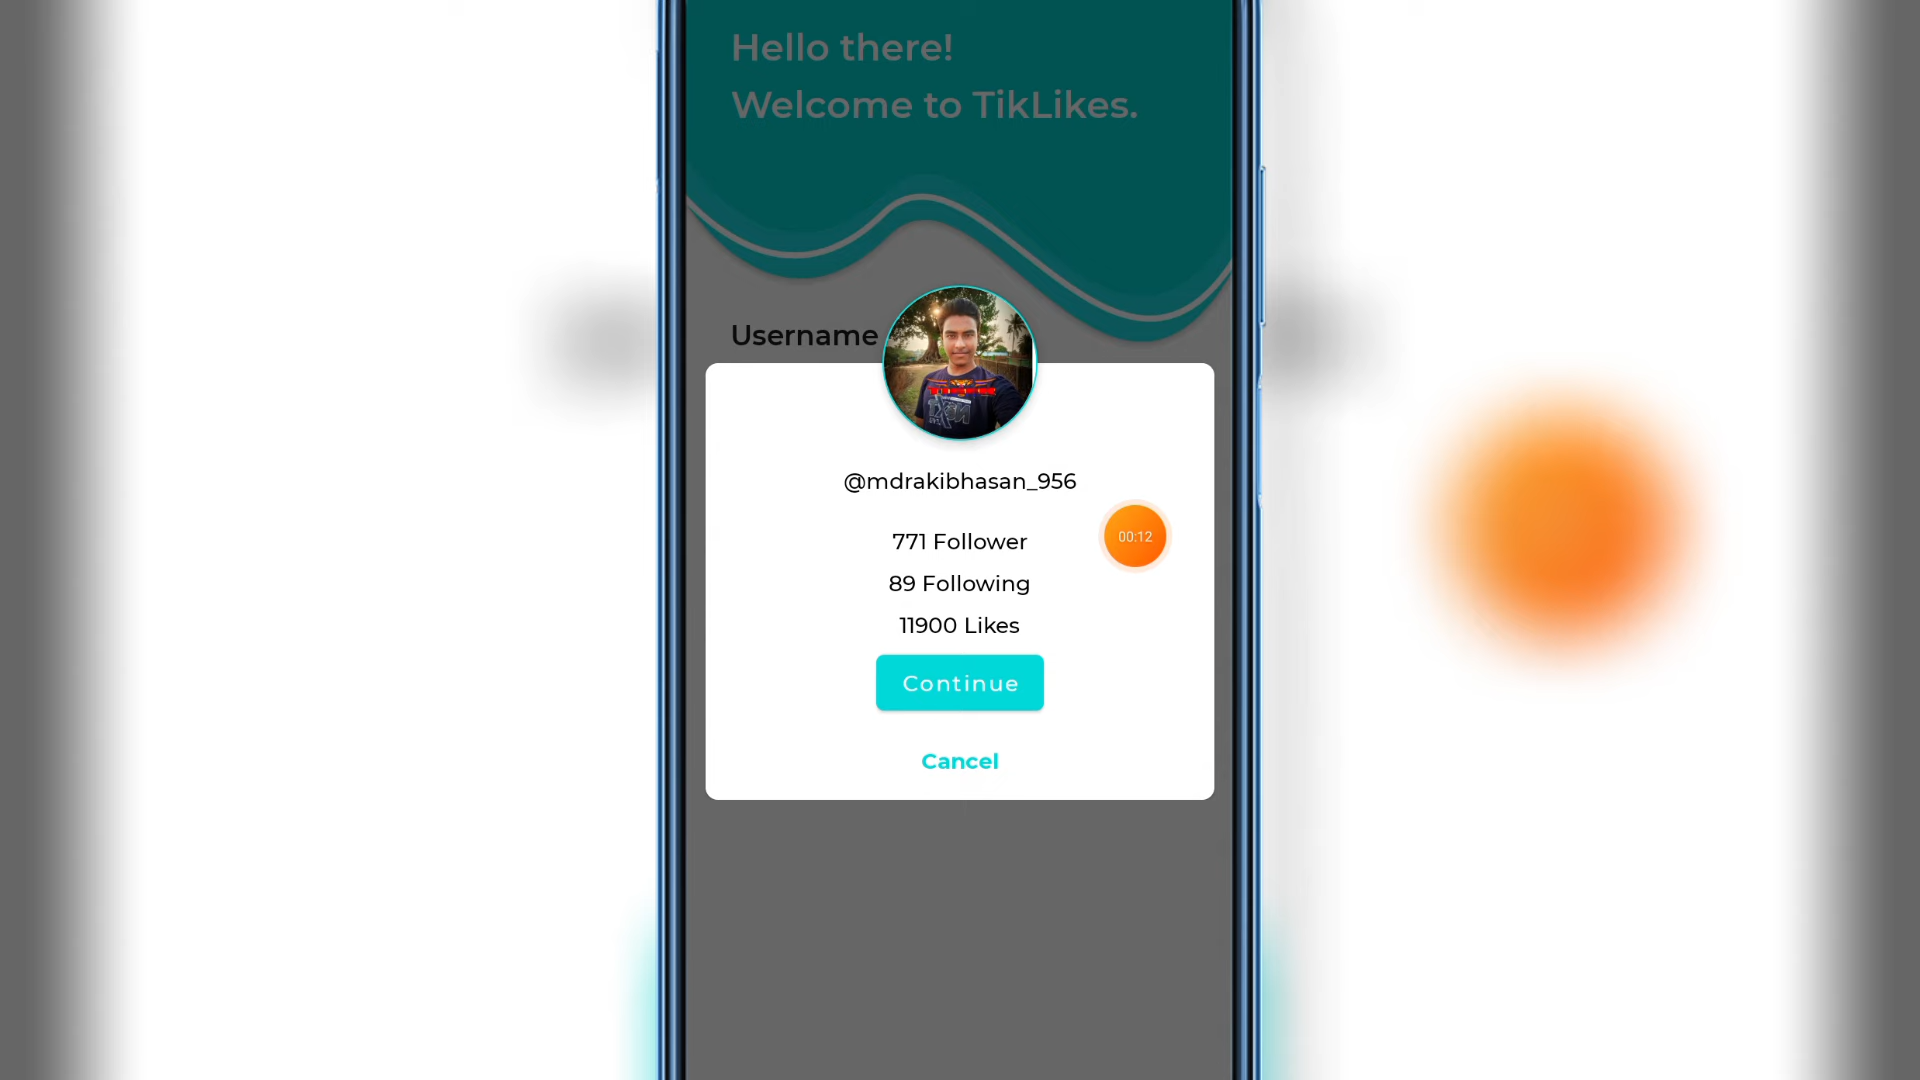 Hello there!
Welcome to TikLikes.
Username
@mdrakibhasan_956
771 Follower
00:12
89 Following
11900 Likes
Continue
Cancel